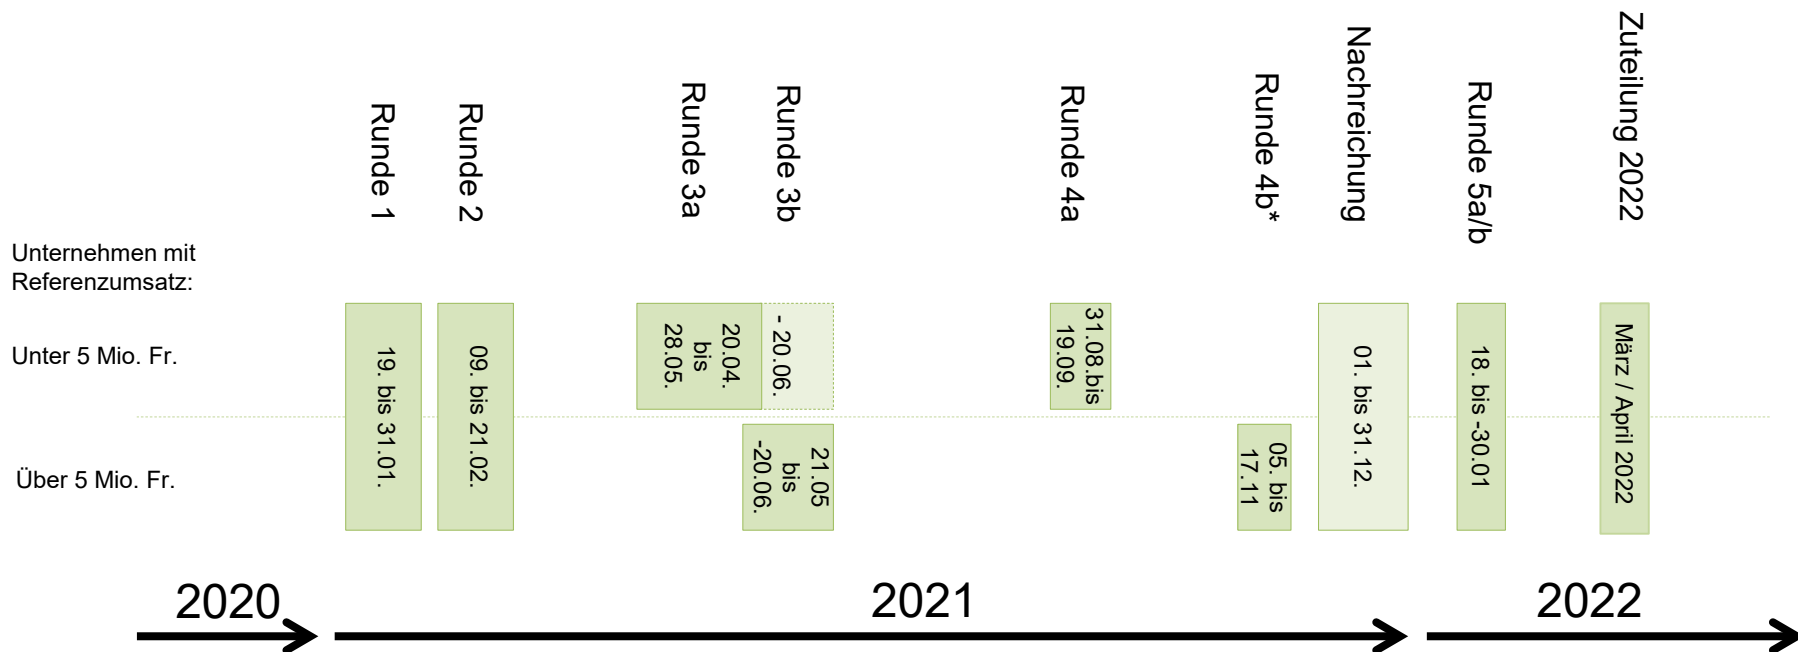 Runde 1
Runde 2
Runde 3a
Runde 3b
Runde 4a
Runde 4b*
Nachreichung
Runde 5a/b
Zuteilung 2022
Unternehmen mit
Referenzumsatz:
Unter 5 Mio. Fr.
Über 5 Mio. Fr.
19. bis 31.01.
09. bis 21.02.
20.04.
bis
28.05.
- 20.06.
21.05
bis
-20.06.
31.08.bis
19.09.
05. bis
17.11
01. bis 31.12.
18. bis -30.01
März / April 2022
2020
2021
2022